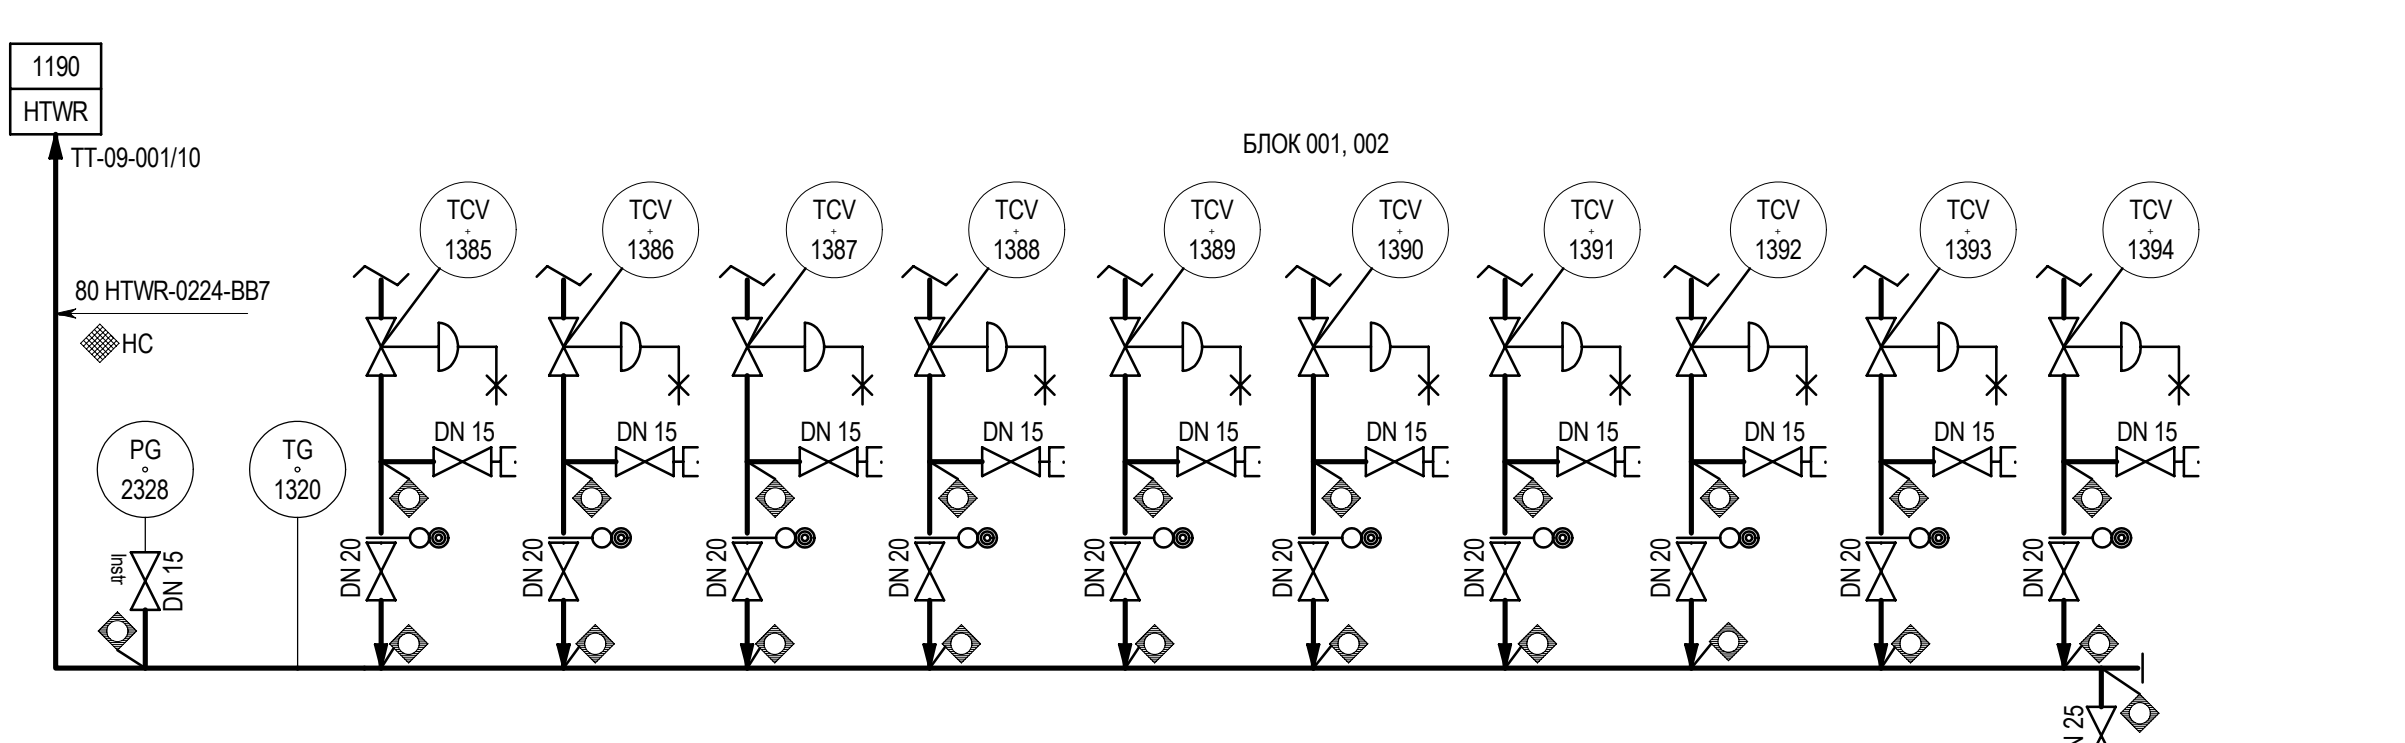 1190
HTWR
TT-09-001/10
БЛОК 001, 002
TCV
1385
TCV
1386
TCV
1387
TCV
1388
TCV
1389
TCV
1390
TCV
1391
TCV
1392
TCV
1393
TCV
1394
80 HTWR-0224-BB7
HC
DN 15
DN 15
DN 15
DN 15
DN 15
DN 15
DN 15
DN 15
DN 15
DN 15
PG
2328
TG
1320
Instr
DN 15
DN 20
DN 20
DN 20
DN 20
DN 20
DN 20
DN 20
DN 20
DN 20
DN 20
25